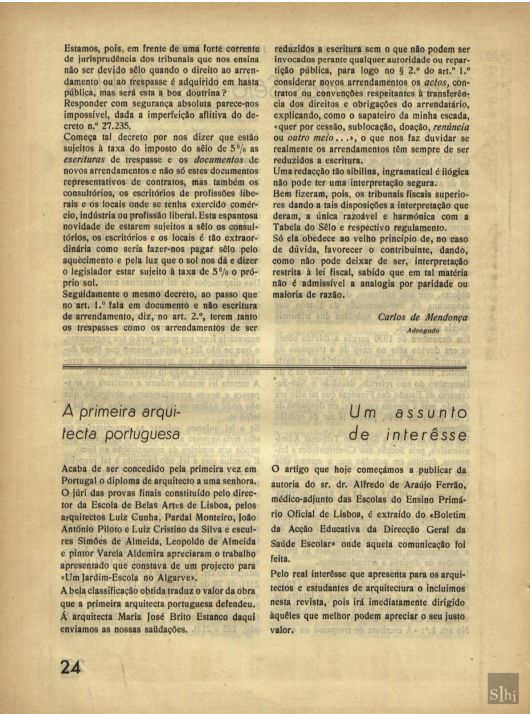 Estamos, pois, em frente de uma forte corrente
de jurisprudência dos tribunais que nos ensina
não ser devido sêlo quando o direito ao arren-
damento ou ao trespasse é adquirido em hasta
pública, mas será esta a boa doutrina?
Responder com segurança absoluta parece-nos
impossível, dada a imperfeição aflitiva do de-
creto n.º 27.235.
Começa tal decreto por nos dizer que estão
sujeitos à taxa do imposto do sêlo de 5% as
escrituras de trespasse e os documentos de
novos arrendamentos e não só estes documentos
representativos de contratos, mas também os
consultórios, os escritórios de profissões libe-
rais e os locais onde se tenha exercido comér-
cio, indústria ou profissão liberal. Esta espantosa
novidade de estarem sujeitos a sêlo os consul-
tórios, os escritórios e os locais é tão extraor-
dinária como seria fazer-nos pagar sêlo pelo
aquècimento e pela luz que o sol nos dá e dizer
o legislador estar sujeito à taxa de 5% o pró-
prio sol.
Seguidamente o mesmo decreto, ao passo que
no art. 1.º fala em documento e não escritura
de arrendamento, diz, no art. 2.º, terem tanto
os trespasses como os arrendamentos de ser
reduzidos a escritura sem o que não podem ser
invocados perante qualquer autoridade ou repar-
tição pública, para logo no § 2.º do art.º 1.º
considerar novos arrendamentos os actos, con-
tratos ou convenções respeitantes à transferên-
cia dos direitos e obrigações do arrendatário,
explicando, como o sapateiro da minha escada,
«quer por cessão, sublocação, doação, renúncia
ou outro meio...», o que nos faz duvidar se
realmente os arrendamentos têm sempre de ser
reduzidos a escritura.
Uma redacção tão sibilina, ingramatical e ilógica
não pode ter uma interpretação segura.
Bem fizeram, pois, os tribunais fiscais superio-
res dando a tais disposições a interpretação que
deram, a única razoável e harmónica com a
Tabela do Sêlo e respectivo regulamento.
Só ela obedece ao velho princípio de, no caso
de dúvida, favorecer o contribuinte, dando,
como não pode deixar de ser, interpretação
restrita à lei fiscal, sabido que em tal matéria
não é admissível a analogia por paridade ou
maioria de razão.
Carlos de Mendonça
Advogado
A primeira arqui-
tecta portuguesa
Acaba de ser concedido pela primeira vez em
Portugal o diploma de arquitecto a uma senhora.
O júri das provas finais constituído pelo direc-
tor da Escola de Belas Artes de Lisboa, pelos
arquitectos Luiz Cunha, Pardal Monteiro, João
António Piloto e Luiz Cristino da Silva e escul-
res Simões de Almeida, Leopoldo de Almeida
e pintor Varela Aldemira apreciaram o trabalho
apresentado que constava de um projecto para
«Um Jardim-Escola no Algarve».
A bela classificação obtida traduz o valor da obra
que a primeira arquitecta portuguesa defendeu.
Á arquitecta Maria José Brito Estanco daqui
enviamos as nossas saüdações.
Um assunto
de interêsse
O artigo que hoje começámos a publicar da
autoria do sr. dr. Alfredo de Araújo Ferrão,
médico-adjunto das Escolas do Ensino Primá-
rio Oficial de Lisboa, é extraído do «Boletim
da Acção Educativa da Direcção Geral da
Saúde Escolar» onde aquela comunicação foi
feita.
Pelo real interêsse que apresenta para os arqui-
tectos e estudantes de arquitectura o incluimos
nesta revista, pois irá imediatamente dirigido
àquêles que melhor podem apreciar o seu justo
valor.
24
S|hi